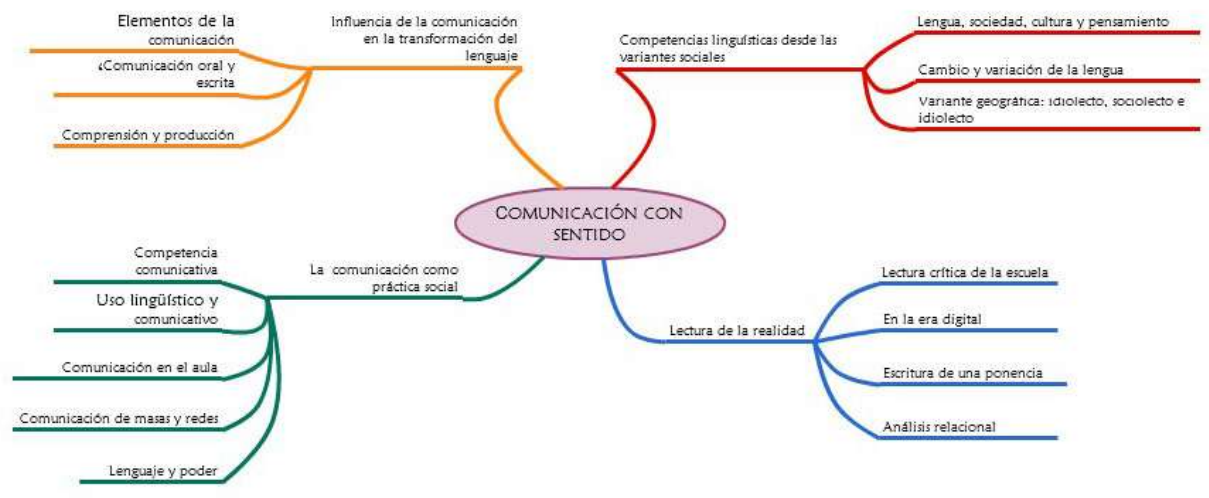 Elementos de la
comunicación
‘Comunicación oral y
escrita
Comprensión y producción
Influencia de la comunicación
en la transformación del
lenguaje
Competencias linguísticas desde las
variantes sociales
Lengua, sociedad, cultura y pensamiento
Cambio y variación de la lengua
Variante geográfica: idiolecto, sociolecto e
idiolecto
COMUNICACIÓN CON
SENTIDO
Competencia
comunicativa
Uso lingüístico y
comunicativo
Comunicación en el aula
Comunicación de masas y redes
Lenguaje y poder
La comunicación como
práctica social
Lectura de la realidad
Lectura crítica de la escuela
En la era digital
Escritura de una ponencia
Análisis relacional